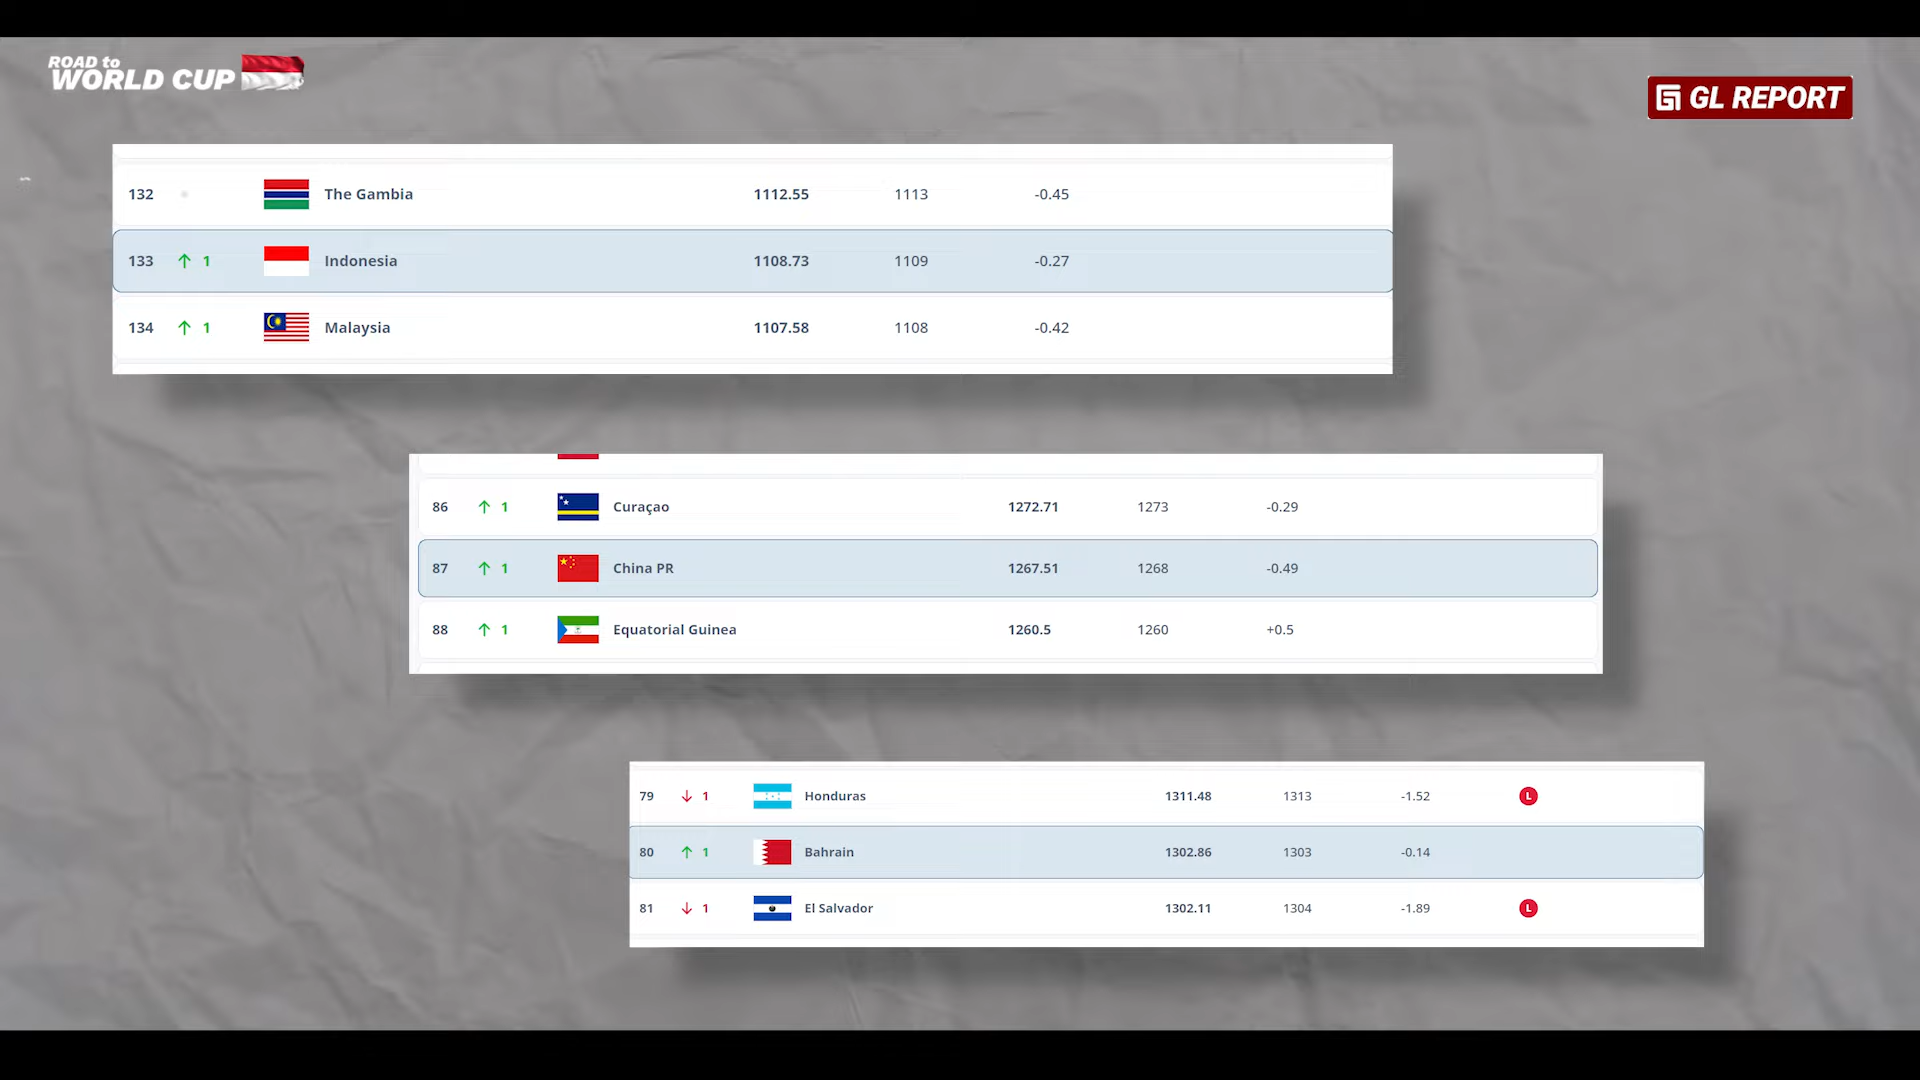 ROAD to
WORLD CUP
GL REPORT
132 The Gambia 1112.55 1113 -0.45
133 1 Indonesia 1108.73 1109 -0.27
134 1 Malaysia 1107.58 1108 -0.42
86 1 Curaçao 1272.71 1273 -0.29
87 1 China PR 1267.51 1268 -0.49
88 1 Equatorial Guinea 1260.5 1260 +0.5
79 1 Honduras 1311.48 1313 -1.52 L
80 1 Bahrain 1302.86 1303 -0.14
81 1 El Salvador 1302.11 1304 -1.89 L